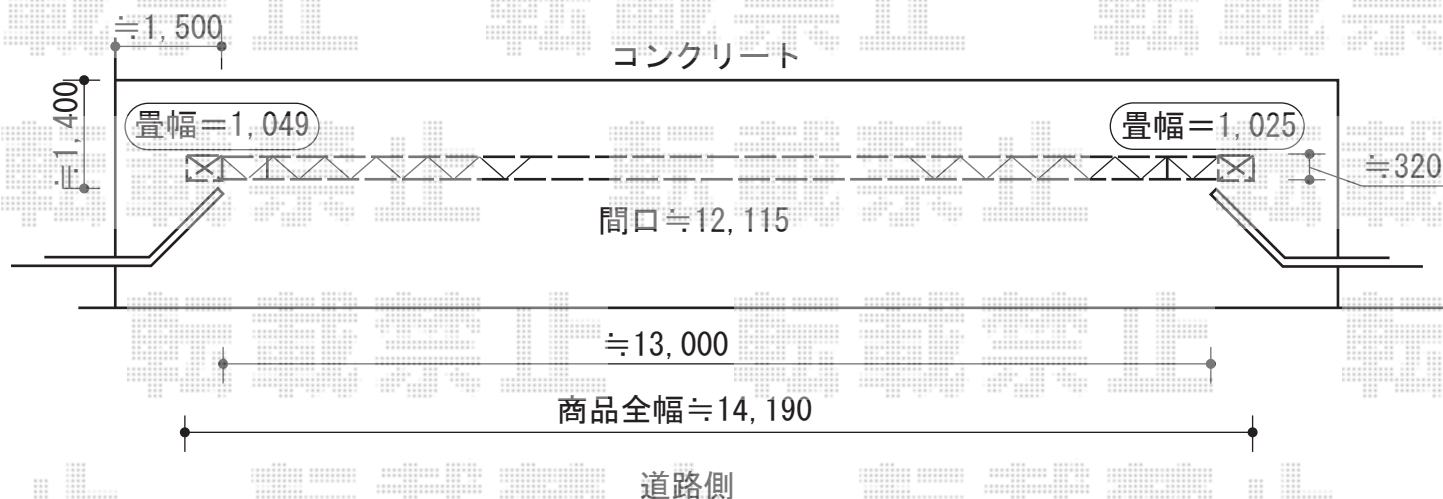 ≒1,500
コンクリート
≒1,400
畳幅=1,049
畳幅=1,025
≒320
間口≒12,115
≒13,000
商品全幅≒14,190
道路側